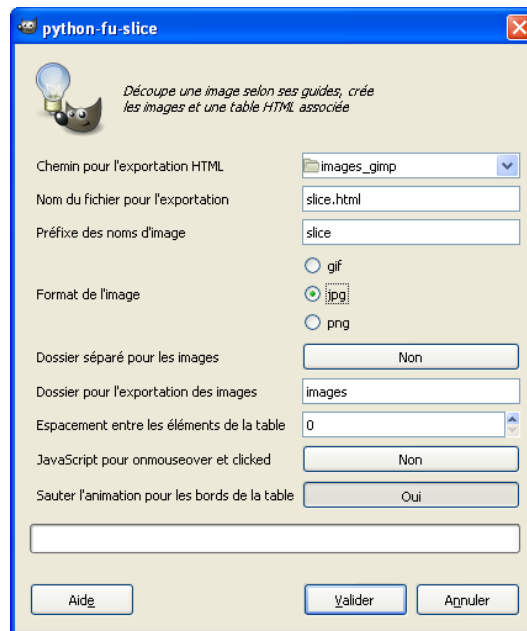 python-fu-slice
Découpe une image selon ses guides, crée
les images et une table HTML associée
Chemin pour l'exportation HTML
images_gimp
Nom du fichier pour l'exportation
slice.html
Préfixe des noms d'image
slice
gif
Format de l'image
jpg
png
Dossier séparé pour les images
Non
Dossier pour l'exportation des images
images
Espacement entre les éléments de la table
0
JavaScript pour onmouseover et clicked
Non
Sauter l'animation pour les bords de la table
Oui
Aide
Valider
Annuler